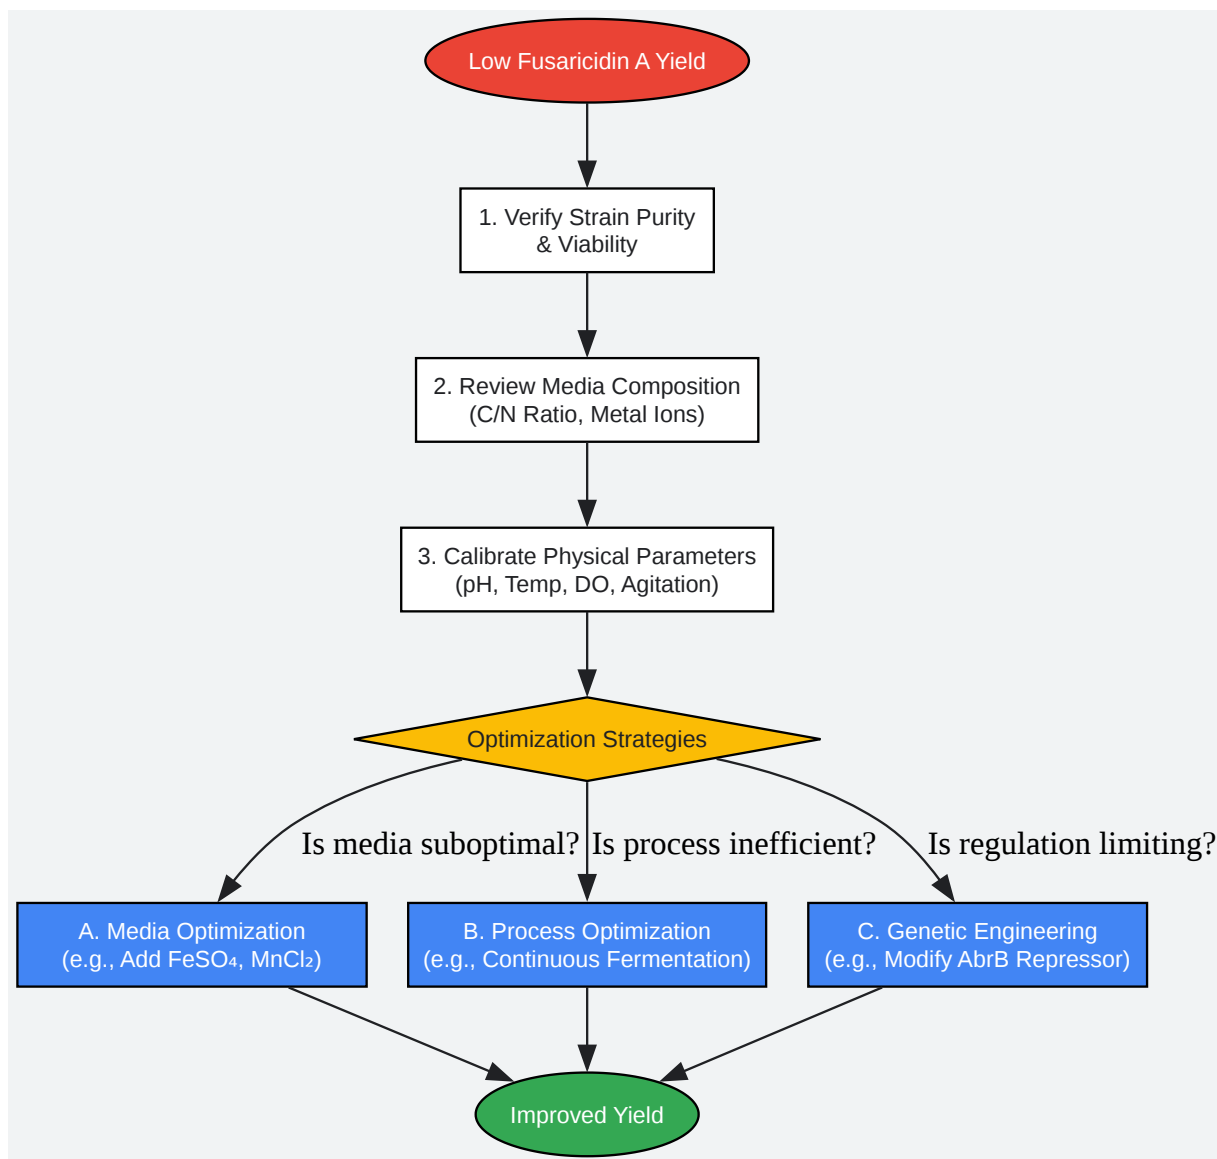 Low Fusaricidin A Yield
1. Verify Strain Purity
& Viability
2. Review Media Composition
(C/N Ratio, Metal Ions)
3. Calibrate Physical Parameters
(pH, Temp, DO, Agitation)
Optimization Strategies
Is media suboptimal?
Is process inefficient?
Is regulation limiting?
A. Media Optimization
(e.g., Add FeSO₄, MnCl₂)
B. Process Optimization
(e.g., Continuous Fermentation)
C. Genetic Engineering
(e.g., Modify AbrB Repressor)
Improved Yield